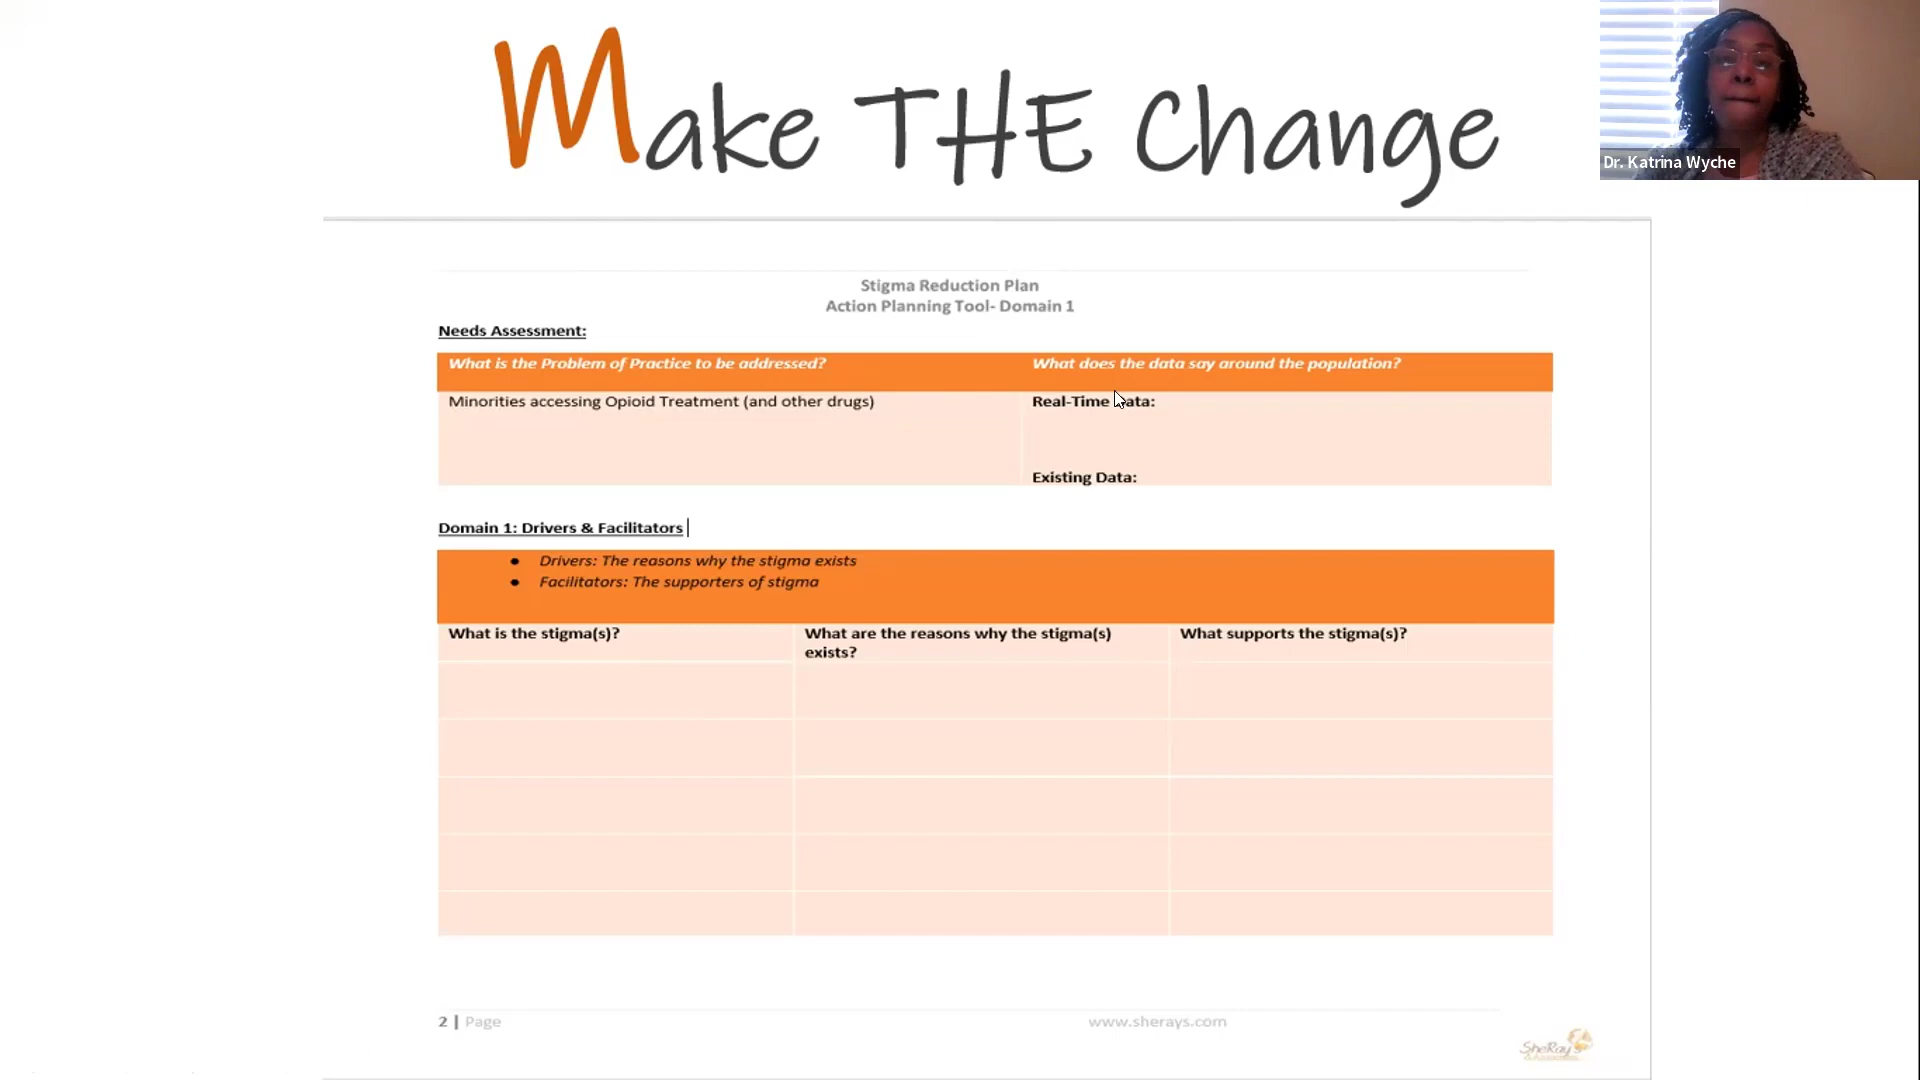 Make THE Change
Dr. Katrina Wyche
Stigma Reduction Plan
Action Planning Tool- Domain 1
Needs Assessment:
What is the Problem of Practice to be addressed?
What does the data say around the population?
Minorities accessing Opioid Treatment (and other drugs)
Real-Time Data:
Existing Data:
Domain 1: Drivers & Facilitators
● Drivers: The reasons why the stigma exists
● Facilitators: The supporters of stigma
What is the stigma(s)?
What are the reasons why the stigma(s)
exists?
What supports the stigma(s)?
2 | Page
www.sherays.com
SheRay's